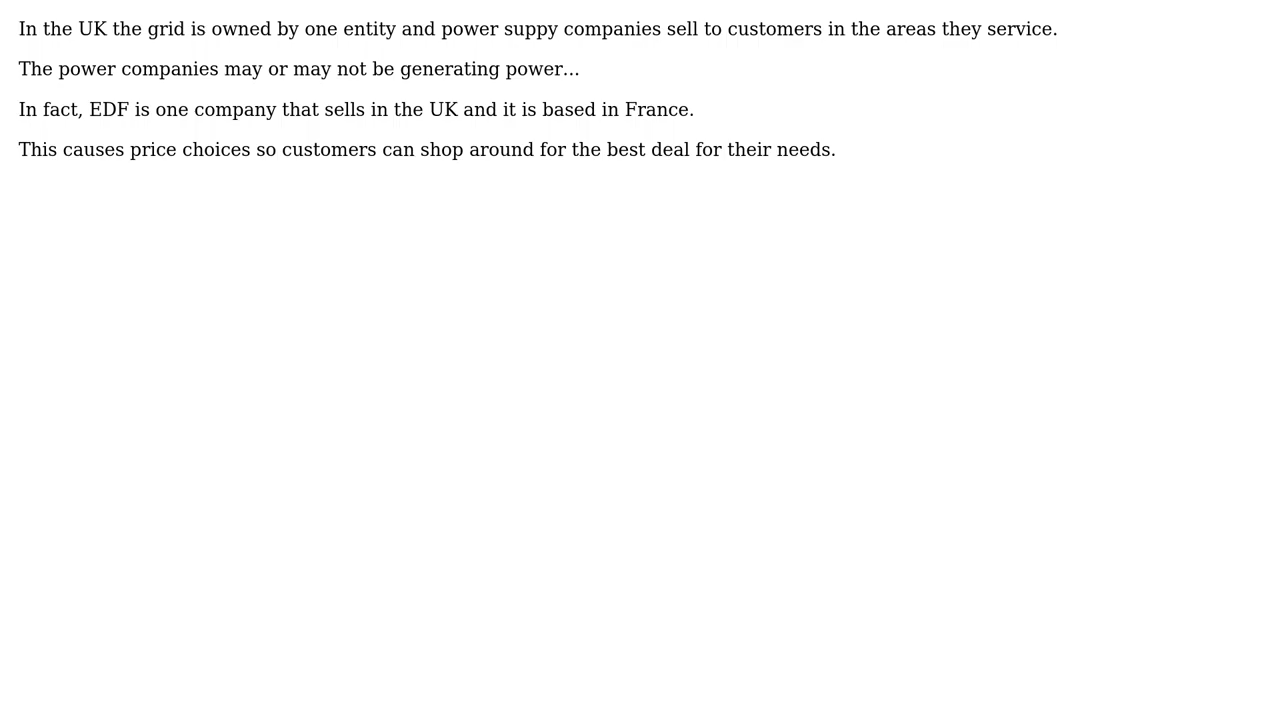 In the UK the grid is owned by one entity and power suppy companies sell to customers in the areas they service.
The power companies may or may not be generating power...
In fact, EDF is one company that sells in the UK and it is based in France.
This causes price choices so customers can shop around for the best deal for their needs.